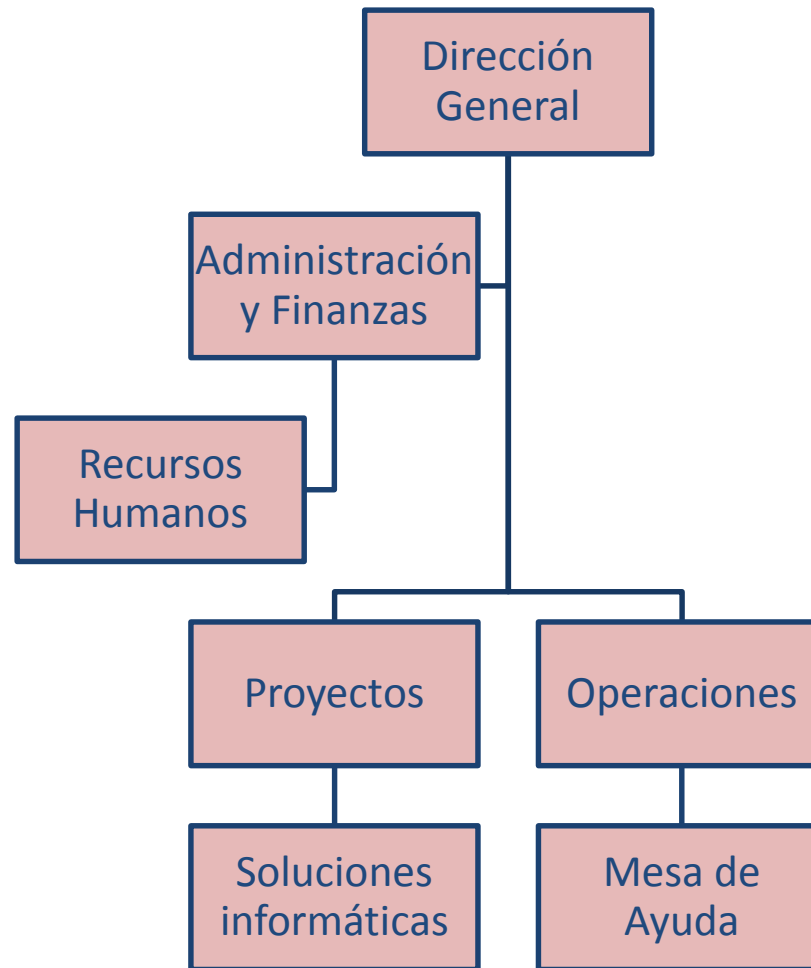 Dirección
General
Administración
y Finanzas
Recursos
Humanos
Proyectos
Operaciones
Soluciones
informáticas
Mesa de
Ayuda